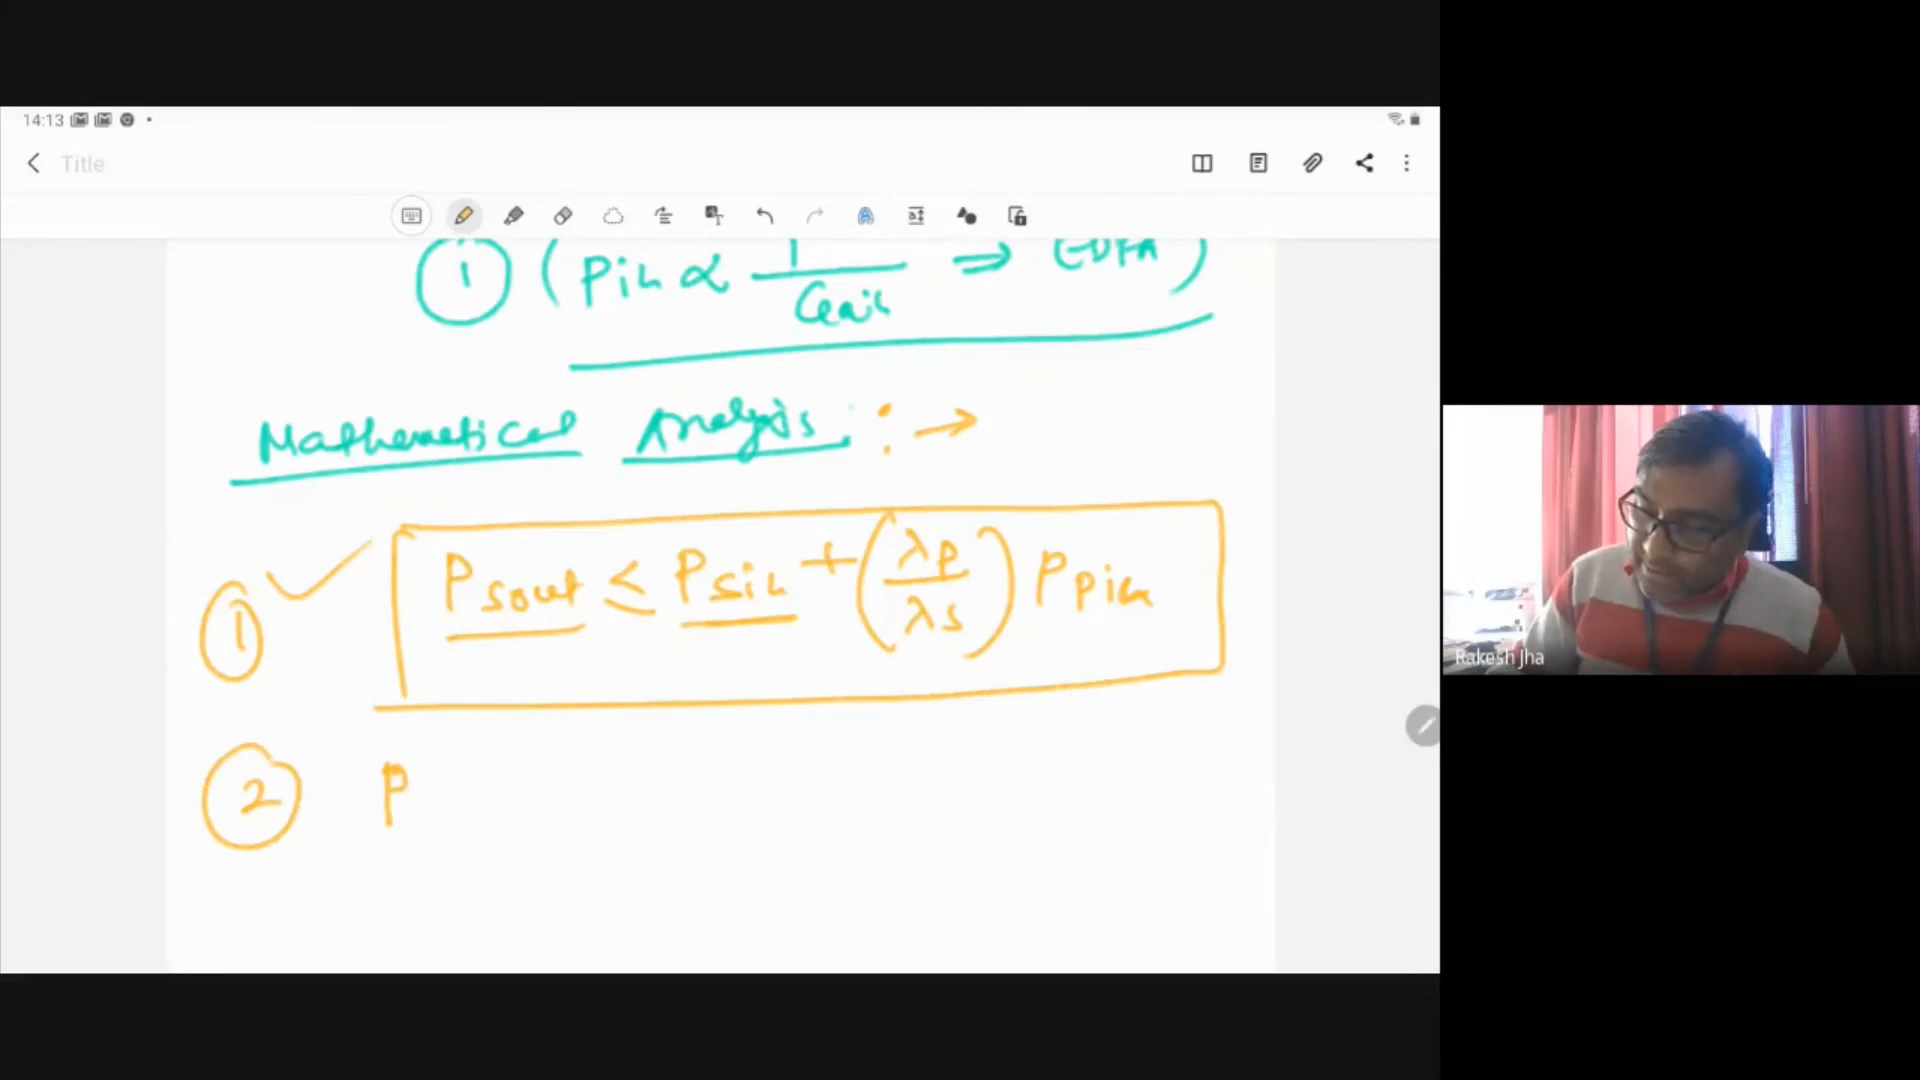 14:13
Title
① ( Pin ∝ 1/Gain ⇒ EDFA )
Mathematical Analysis : →
① ✓ Psout ≤ Psin + (λp/λs) Ppin
② P
Rakesh Jha